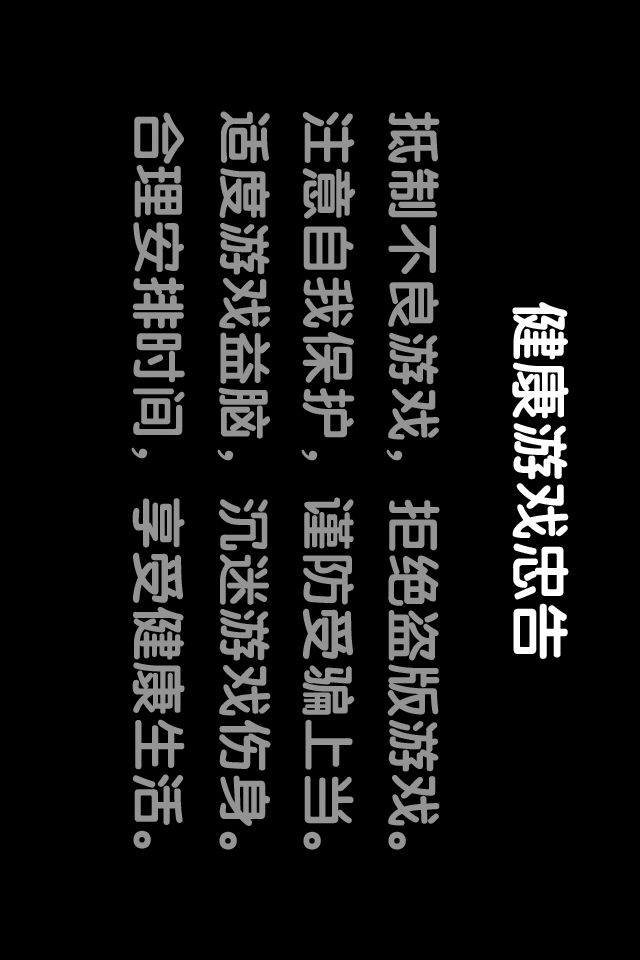 健康游戏忠告
抵制不良游戏，拒绝盗版游戏。
注意自我保护，谨防受骗上当。
适度游戏益脑，沉迷游戏伤身。
合理安排时间，享受健康生活。